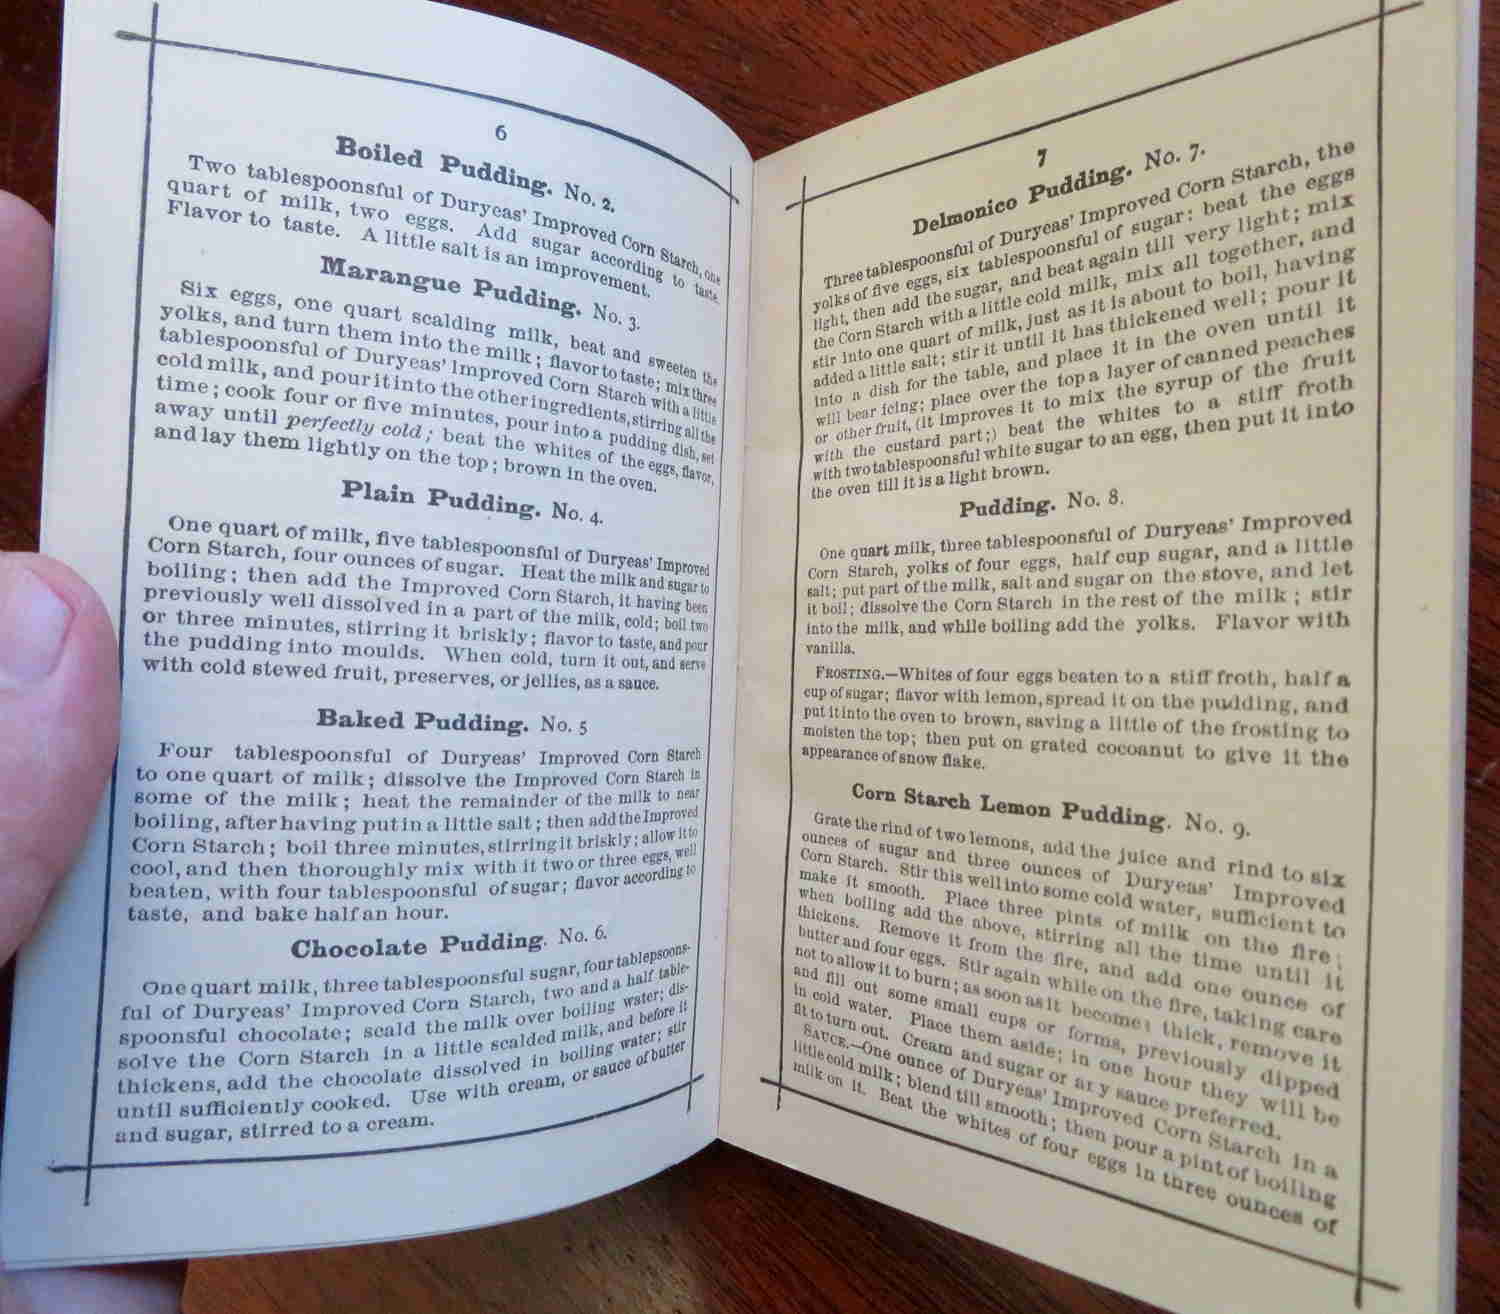 6
Boiled Pudding. No. 2.
Two tablespoonsful of Duryeas' Improved Corn Starch, one
quart of milk, two eggs. Add sugar according to taste.
Flavor to taste. A little salt is an improvement.
Marangue Pudding. No. 3.
Six eggs, one quart scalding milk, beat and sweeten the
yolks, and turn them into the milk; flavor to taste; mix three
tablespoonsful of Duryeas' Improved Corn Starch with a little
cold milk, and pour it into the other ingredients, stirring all the
time; cook four or five minutes, pour into a pudding dish, set
away until perfectly cold; beat the whites of the eggs, flavor,
and lay them lightly on the top; brown in the oven.
Plain Pudding. No. 4.
One quart of milk, five tablespoonsful of Duryeas' Improved
Corn Starch, four ounces of sugar. Heat the milk and sugar to
boiling; then add the Improved Corn Starch, it having been
previously well dissolved in a part of the milk, cold; boil two
or three minutes, stirring it briskly; flavor to taste, and pour
the pudding into moulds. When cold, turn it out, and serve
with cold stewed fruit, preserves, or jellies, as a sauce.
Baked Pudding. No. 5
Four tablespoonsful of Duryeas' Improved Corn Starch
to one quart of milk; dissolve the Improved Corn Starch in
some of the milk; heat the remainder of the milk to near
boiling, after having put in a little salt; then add the Improved
Corn Starch; boil three minutes, stirring it briskly; allow it to
cool, and then thoroughly mix with it two or three eggs, well
beaten, with four tablespoonsful of sugar; flavor according to
taste, and bake half an hour.
Chocolate Pudding. No. 6.
One quart milk, three tablespoonsful sugar, four tablepsoons-
ful of Duryeas' Improved Corn Starch, two and a half table-
spoonsful chocolate; scald the milk over boiling water; dis-
solve the Corn Starch in a little scalded milk, and before it
thickens, add the chocolate dissolved in boiling water; stir
until sufficiently cooked. Use with cream, or sauce of butter
and sugar, stirred to a cream.
7
Delmonico Pudding. No. 7.
Three tablespoonsful of Duryeas' Improved Corn Starch, the
yolks of five eggs, six tablespoonsful of sugar: beat the eggs
light, then add the sugar, and beat again till very light; mix
the Corn Starch with a little cold milk, mix all together, and
stir into one quart of milk, just as it is about to boil, having
added a little salt; stir it until it has thickened well; pour it
into a dish for the table, and place it in the oven until it
will bear icing; place over the top a layer of canned peaches
or other fruit, (it improves it to mix the syrup of the fruit
with the custard part;) beat the whites to a stiff froth
with two tablespoonsful white sugar to an egg, then put it into
the oven till it is a light brown.
Pudding. No. 8.
One quart milk, three tablespoonsful of Duryeas' Improved
Corn Starch, yolks of four eggs, half cup sugar, and a little
salt; put part of the milk, salt and sugar on the stove, and let
it boil; dissolve the Corn Starch in the rest of the milk; stir
into the milk, and while boiling add the yolks. Flavor with
vanilla.
FROSTING.—Whites of four eggs beaten to a stiff froth, half a
cup of sugar; flavor with lemon, spread it on the pudding, and
put it into the oven to brown, saving a little of the frosting to
moisten the top; then put on grated cocoanut to give it the
appearance of snow flake.
Corn Starch Lemon Pudding. No. 9.
Grate the rind of two lemons, add the juice and rind to six
ounces of sugar and three ounces of Duryeas' Improved
Corn Starch. Stir this well into some cold water, sufficient to
make it smooth. Place three pints of milk on the fire;
when boiling add the above, stirring all the time until it
thickens. Remove it from the fire, and add one ounce of
butter and four eggs. Stir again while on the fire, taking care
not to allow it to burn; as soon as it becomes thick, remove it
and fill out some small cups or forms, previously dipped
in cold water. Place them aside; in one hour they will be
fit to turn out. Cream and sugar or any sauce preferred.
SAUCE.—One ounce of Duryeas' Improved Corn Starch in a
little cold milk; blend till smooth; then pour a pint of boiling
milk on it. Beat the whites of four eggs in three ounces of